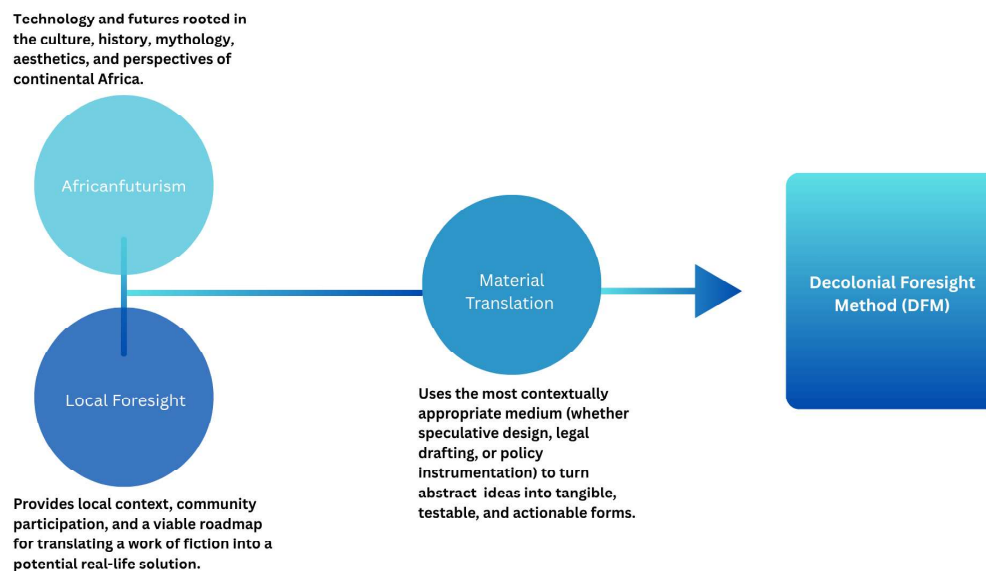 Technology and futures rooted in
the culture, history, mythology,
aesthetics, and perspectives of
continental Africa.
Africanfuturism
Local Foresight
Provides local context, community
participation, and a viable roadmap
for translating a work of fiction into a
potential real-life solution.
Material
Translation
Uses the most contextually
appropriate medium (whether
speculative design, legal
drafting, or policy
instrumentation) to turn
abstract ideas into tangible,
testable, and actionable forms.
Decolonial Foresight
Method (DFM)